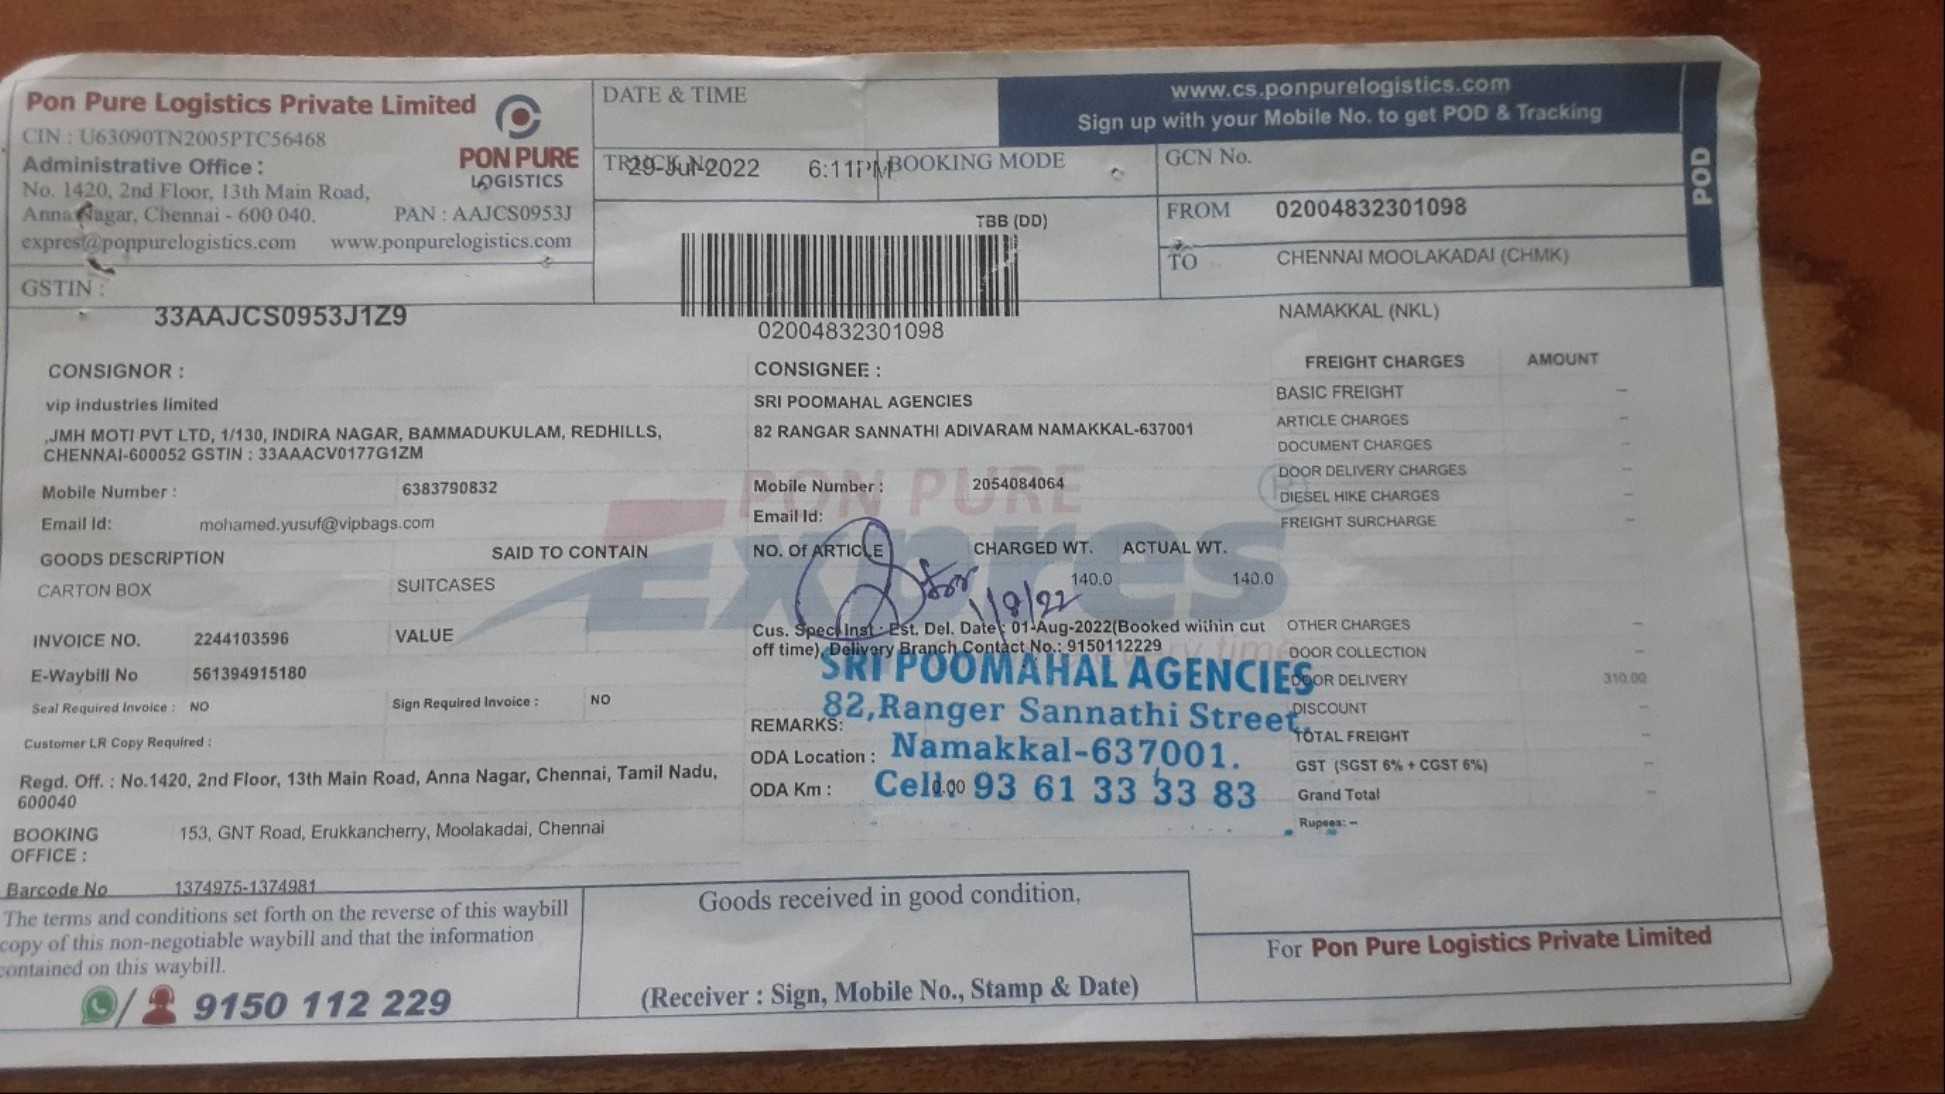 Pon Pure Logistics Private Limited
CIN : U63090TN2005PTC56468
Administrative Office :
No. 1420, 2nd Floor, 13th Main Road,
Anna Nagar, Chennai - 600 040.
PAN : AAJCS0953J
expres@ponpurelogistics.com www.ponpurelogistics.com
PON PURE
LOGISTICS
GSTIN :
33AAJCS0953J1Z9
DATE & TIME
TRUCK No.
29-Jul-2022 6:11PM
BOOKING MODE
TBB (DD)
02004832301098
www.cs.ponpurelogistics.com
Sign up with your Mobile No. to get POD & Tracking
POD
GCN No.
FROM 02004832301098
TO CHENNAI MOOLAKADAI (CHMK)
NAMAKKAL (NKL)
CONSIGNOR :
vip industries limited
,JMH MOTI PVT LTD, 1/130, INDIRA NAGAR, BAMMADUKULAM, REDHILLS,
CHENNAI-600052 GSTIN : 33AAACV0177G1ZM
Mobile Number : 6383790832
Email Id: mohamed.yusuf@vipbags.com
GOODS DESCRIPTION SAID TO CONTAIN
CARTON BOX SUITCASES
INVOICE NO. 2244103596 VALUE
E-Waybill No 561394915180
Seal Required Invoice : NO Sign Required Invoice : NO
Customer LR Copy Required :
Regd. Off. : No.1420, 2nd Floor, 13th Main Road, Anna Nagar, Chennai, Tamil Nadu,
600040
BOOKING
OFFICE :
153, GNT Road, Erukkancherry, Moolakadai, Chennai
Barcode No 1374975-1374981
CONSIGNEE :
SRI POOMAHAL AGENCIES
82 RANGAR SANNATHI ADIVARAM NAMAKKAL-637001
Mobile Number : 2054084064
Email Id:
PON PURE
Expres
NO. Of ARTICLE CHARGED WT. ACTUAL WT.
140.0 140.0
1/8/22
Cus. Spec Inst : Est. Del. Date : 01-Aug-2022(Booked within cut
off time), Delivery Branch Contact No.: 9150112229
SRI POOMAHAL AGENCIES
82,Ranger Sannathi Street,
Namakkal-637001.
Cell: 93 61 33 33 83
REMARKS:
ODA Location :
ODA Km : 0.00
FREIGHT CHARGES AMOUNT
BASIC FREIGHT –
ARTICLE CHARGES –
DOCUMENT CHARGES –
DOOR DELIVERY CHARGES –
DIESEL HIKE CHARGES –
FREIGHT SURCHARGE –
OTHER CHARGES –
DOOR COLLECTION –
DOOR DELIVERY 310.00
DISCOUNT –
TOTAL FREIGHT –
GST (SGST 6% + CGST 6%) –
Grand Total –
Rupees: –
The terms and conditions set forth on the reverse of this waybill
copy of this non-negotiable waybill and that the information
contained on this waybill.
9150 112 229
Goods received in good condition,
(Receiver : Sign, Mobile No., Stamp & Date)
For Pon Pure Logistics Private Limited